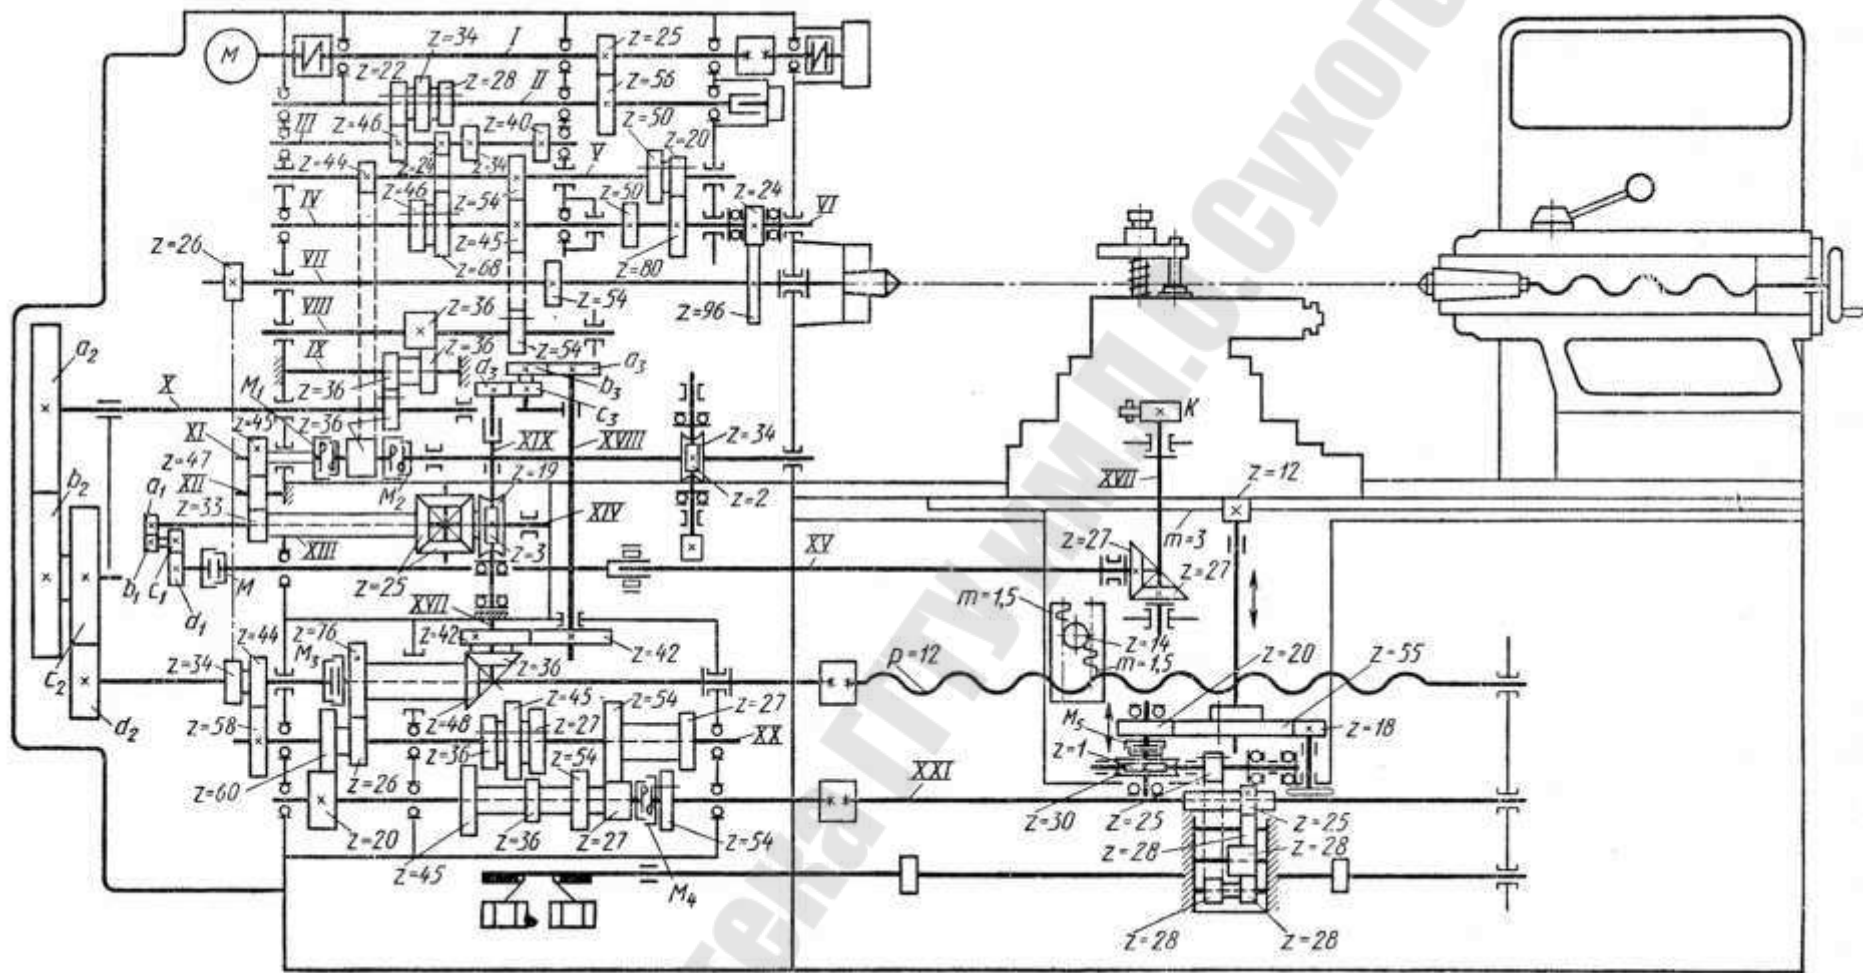 z=34
I
z=25
M
z=22
z=28
II
z=56
III
z=46
z=40
z=50
z=20
z=44
z=24
z=34
V
z=46
z=54
z=50
z=24
IV
VI
z=26
z=45
VII
z=68
z=80
z=54
VIII
z=36
z=96
a₂
IX
z=36
z=54
a₃
z=36
d₃
b₃
X
M₁
c₃
K
z=45
z=36
XI
XIX
XVIII
z=34
z=47
z=19
b₂
a₁
XII
M₂
z=2
XVII
z=12
z=33
XIV
XIII
z=3
XV
z=27
m=3
b₁
c₁
M
z=25
z=27
d₁
XVII
m=1,5
z=76
z=42
z=44
M₃
z=42
z=14
c₂
z=34
z=36
p=12
m=1,5
z=20
z=55
z=45
z=54
d₂
z=48
z=27
z=27
M₅
z=58
z=36
XX
z=18
z=1
z=26
z=54
XXI
z=60
z=30
z=25
z=25
z=20
z=36
z=27
z=54
z=28
z=28
z=45
M₄
z=28
z=28
тека ГГТУ им.П.О.Сухого